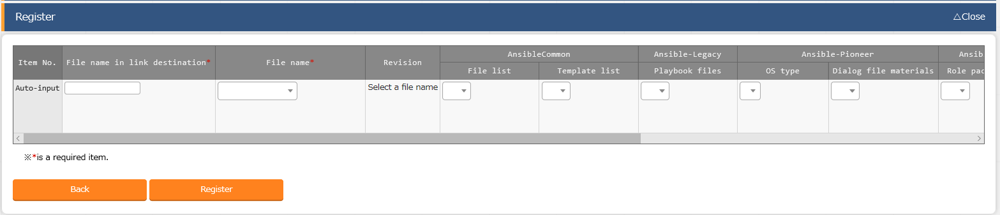 Register
△Close
AnsibleCommon Ansible-Legacy Ansible-Pioneer Ansib
Item No. File name in link destination* File name* Revision
File list Template list Playbook files OS type Dialog file materials Role pac
Auto-input Select a file name
※*is a required item.
Back Register